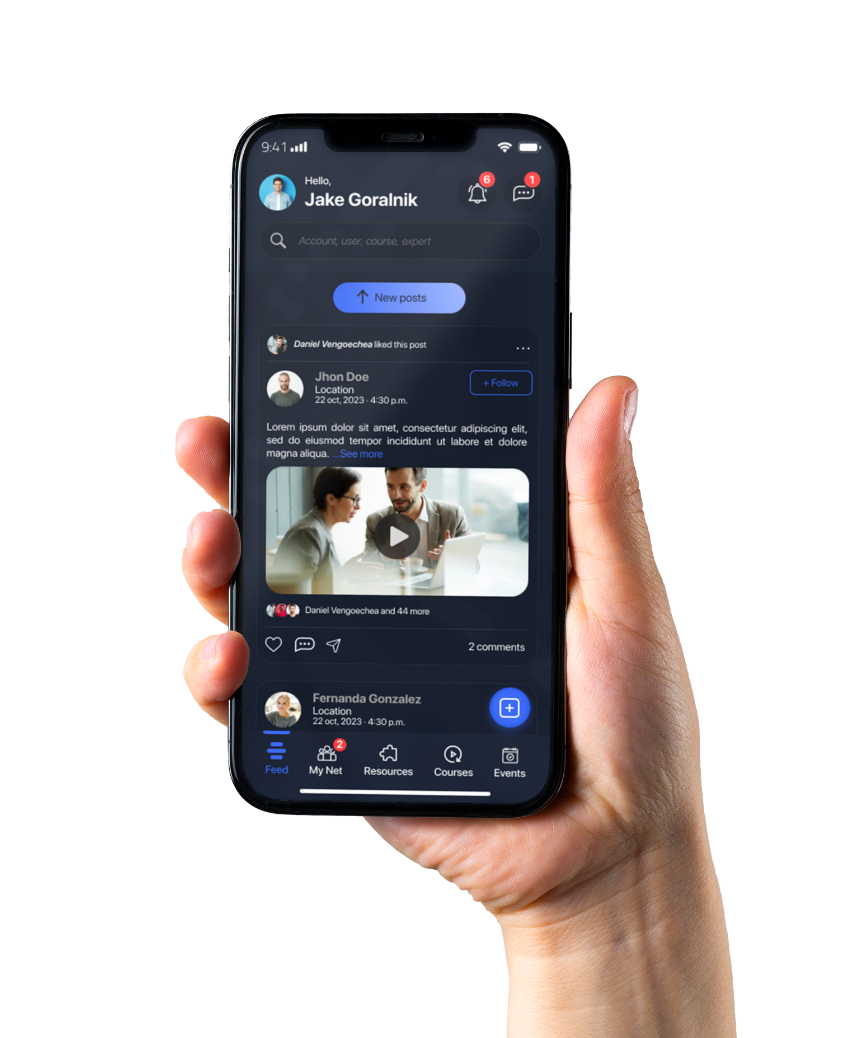 9:41
Hello,
6
1
Jake Goralnik
Account, user, course, expert
New posts
Daniel Vengoechea liked this post
...
Jhon Doe
Location
22 oct, 2023 · 4:30 p.m.
+ Follow
Lorem ipsum dolor sit amet, consectetur adipiscing elit,
sed do eiusmod tempor incididunt ut labore et dolore
magna aliqua. ...See more
Daniel Vengoechea and 44 more
2 comments
Fernanda Gonzalez
Location
22 oct, 2023 · 4:30 p.m.
2
Feed
My Net
Resources
Courses
Events